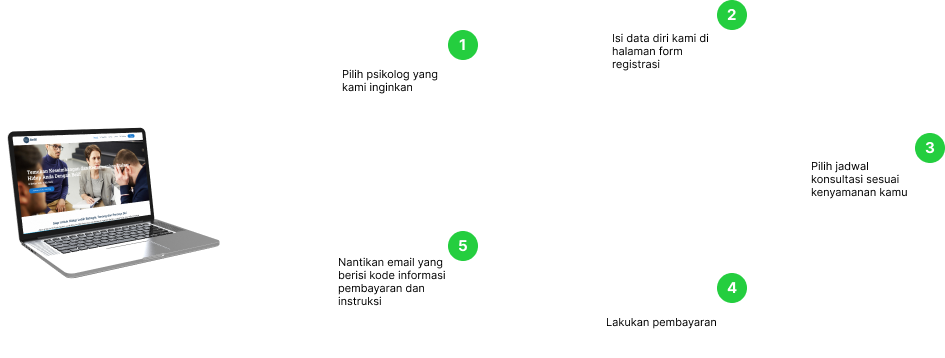 1
Pilih psikolog yang
kami inginkan
2
Isi data diri kami di
halaman form
registrasi
3
Pilih jadwal
konsultasi sesuai
kenyamanan kamu
4
Lakukan pembayaran
5
Nantikan email yang
berisi kode informasi
pembayaran dan
instruksi